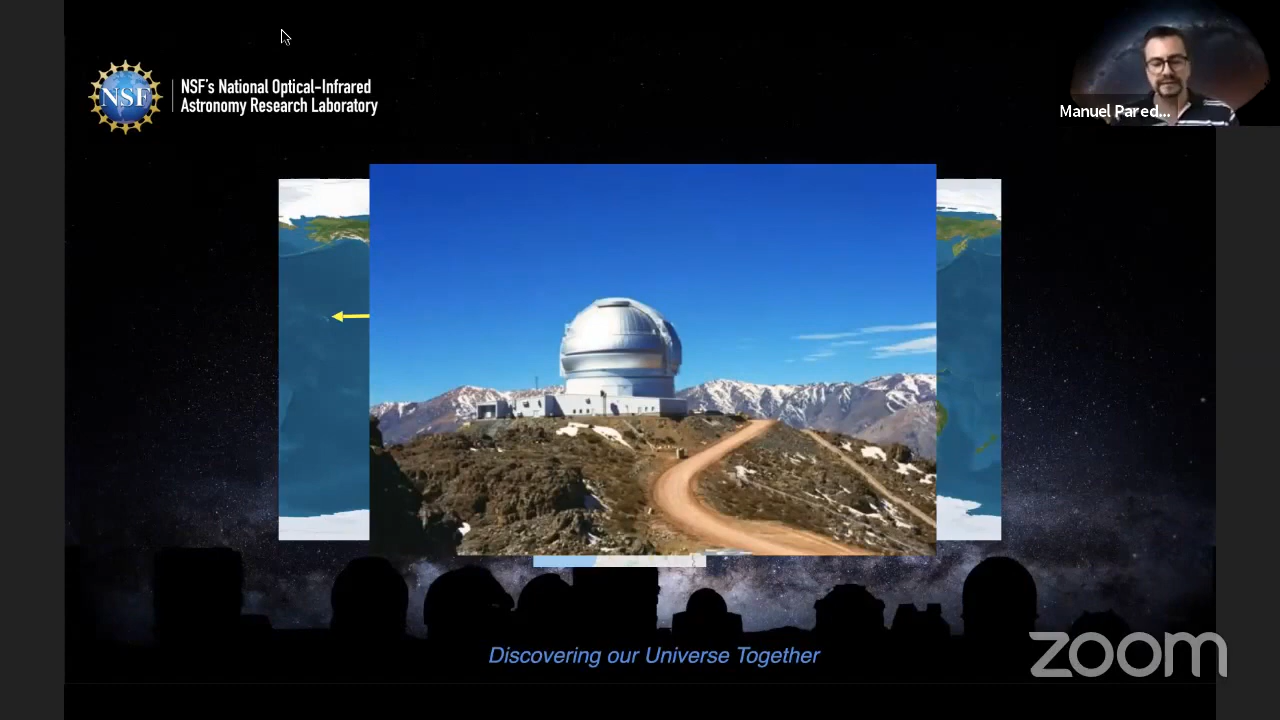 NSF
NSF's National Optical-Infrared
Astronomy Research Laboratory
Manuel Pared...
Discovering our Universe Together
zoom